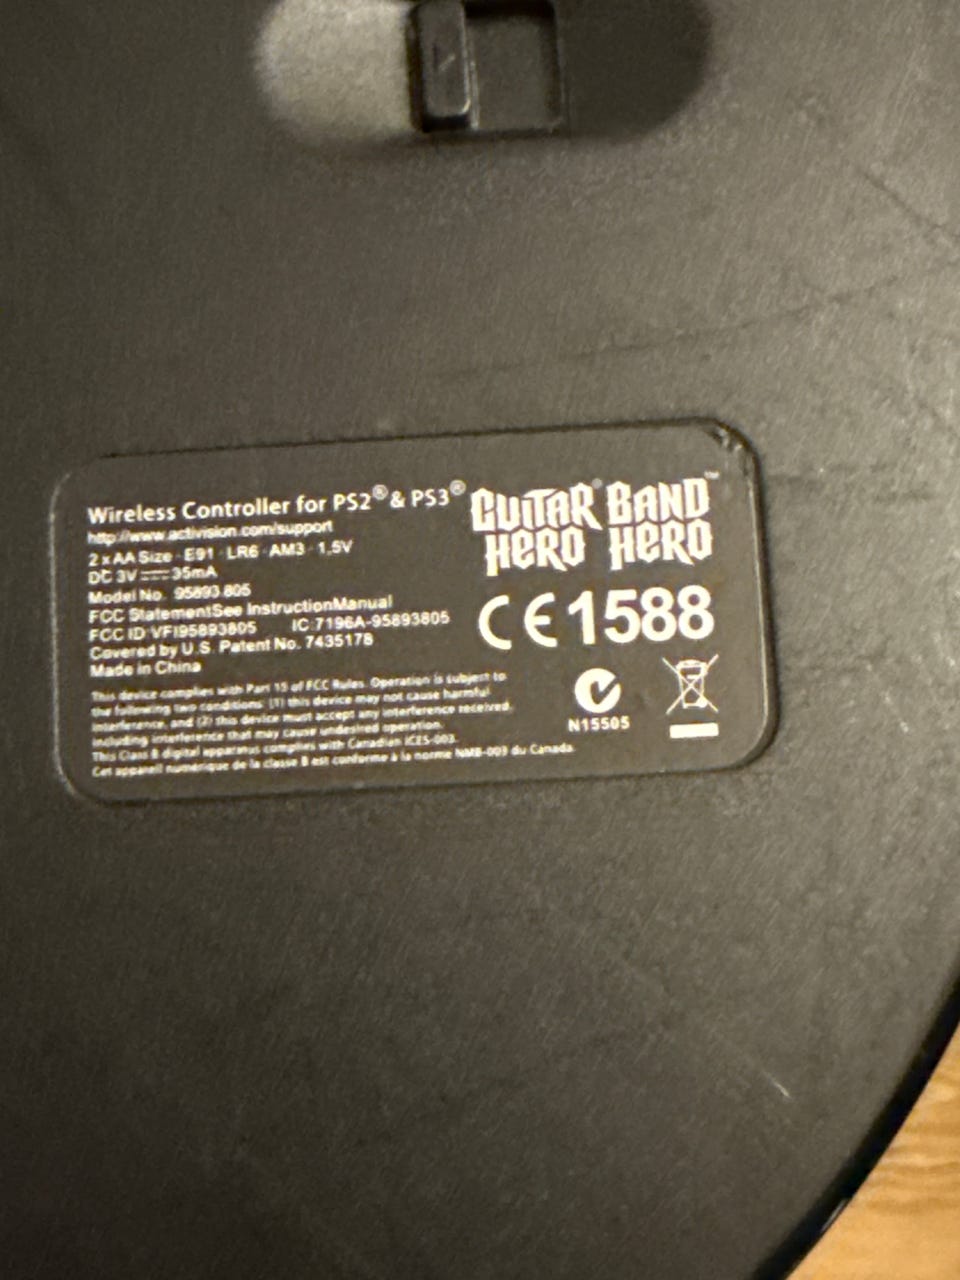 Wireless Controller for PS2® & PS3®
http://www.activision.com/support
2 x AA Size · E91 · LR6 · AM3 · 1.5V
DC 3V 35mA
Model No. 95893.805
FCC StatementSee InstructionManual
FCC ID:VFI95893805 IC:7196A-95893805
Covered by U.S. Patent No. 7435178
Made in China
This device complies with Part 15 of FCC Rules. Operation is subject to
the following two conditions: (1) this device may not cause harmful
interference, and (2) this device must accept any interference received,
including interference that may cause undesired operation.
This Class B digital apparatus complies with Canadian ICES-003.
Cet appareil numérique de la classe B est conforme à la norme NMB-003 du Canada.
GUITAR® BAND™
HERO HERO
CE1588
N15505